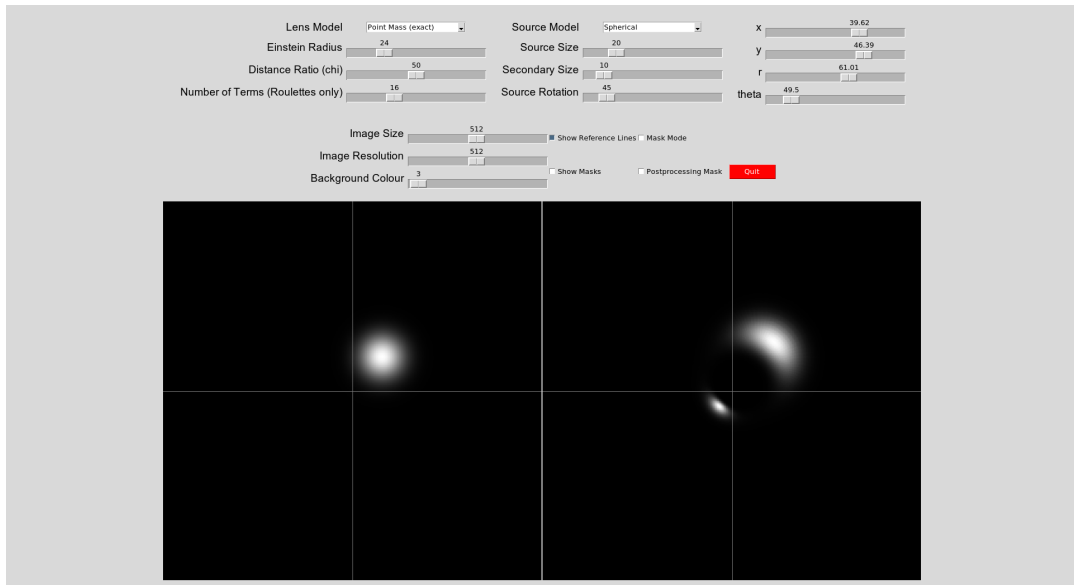 Lens Model Point Mass (exact) Source Model Spherical x 39.62
Einstein Radius 24 Source Size 20 y 46.39
Distance Ratio (chi) 50 Secondary Size 10 r 61.01
Number of Terms (Roulettes only) 16 Source Rotation 45 theta 49.5
Image Size 512 Show Reference Lines Mask Mode
Image Resolution 512
Background Colour 3 Show Masks Postprocessing Mask Quit